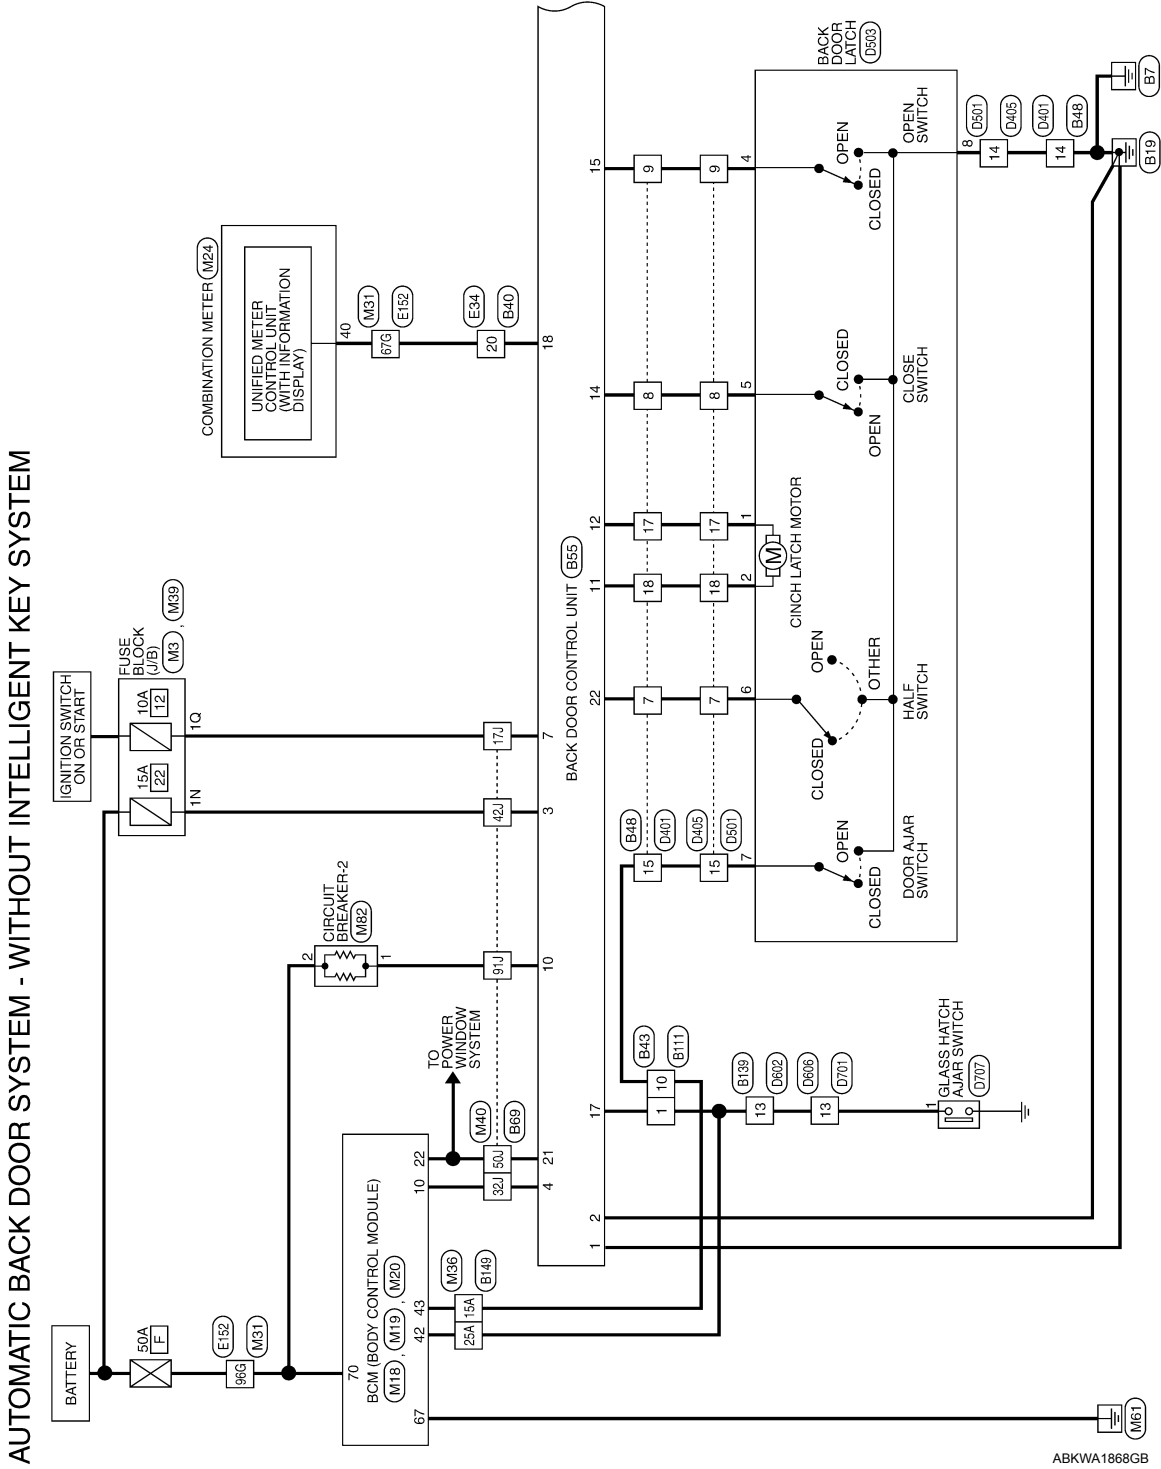 AUTOMATIC BACK DOOR SYSTEM - WITHOUT INTELLIGENT KEY SYSTEM
BATTERY
50A
F
E152
96G
M31
70
BCM (BODY CONTROL MODULE)
M18 , M19 , M20
67
42
43
10
22
M61
M36
25A
15A
B149
TO
POWER
WINDOW
SYSTEM
M40
32J
50J
B69
CIRCUIT
BREAKER-2
M82
2
1
91J
IGNITION SWITCH
ON OR START
FUSE
BLOCK
(J/B)
M3 , M39
15A
22
10A
12
1N
1Q
42J
17J
COMBINATION METER
M24
UNIFIED METER
CONTROL UNIT
(WITH INFORMATION
DISPLAY)
40
M31
67G
E152
E34
20
B40
4
21
10
3
7
18
BACK DOOR CONTROL UNIT
B55
1
2
17
22
11
12
14
15
B43
1
10
B111
B139
13
D602
D606
13
D701
GLASS HATCH
AJAR SWITCH
D707
1
B48
15
7
18
17
8
9
D401
D405
15
7
18
17
8
9
D501
7
6
2
1
5
4
BACK
DOOR
LATCH
D503
M
CINCH LATCH MOTOR
CLOSED
OPEN
DOOR AJAR
SWITCH
CLOSED
OPEN
OTHER
HALF
SWITCH
OPEN
CLOSED
CLOSE
SWITCH
CLOSED
OPEN
OPEN
SWITCH
8
D501
14
D405
D401
14
B48
B19
B7
ABKWA1868GB